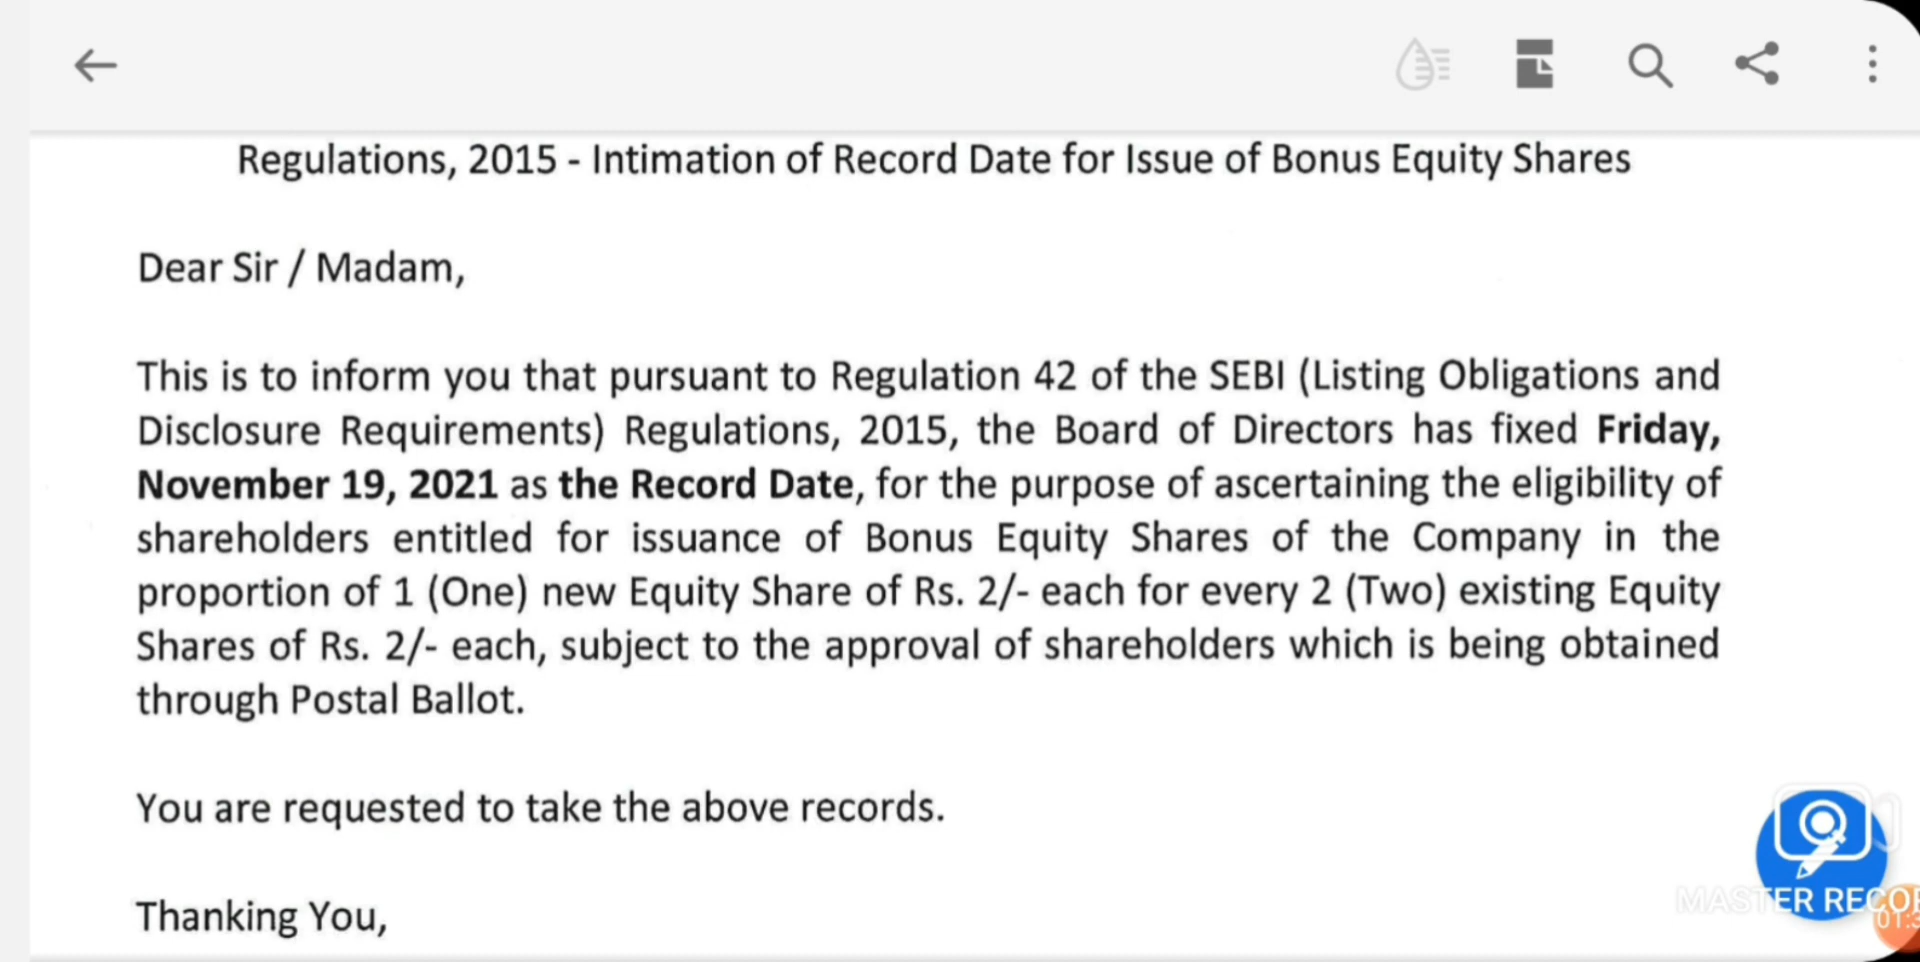 Regulations, 2015 - Intimation of Record Date for Issue of Bonus Equity Shares
Dear Sir / Madam,
This is to inform you that pursuant to Regulation 42 of the SEBI (Listing Obligations and
Disclosure Requirements) Regulations, 2015, the Board of Directors has fixed Friday,
November 19, 2021 as the Record Date, for the purpose of ascertaining the eligibility of
shareholders entitled for issuance of Bonus Equity Shares of the Company in the
proportion of 1 (One) new Equity Share of Rs. 2/- each for every 2 (Two) existing Equity
Shares of Rs. 2/- each, subject to the approval of shareholders which is being obtained
through Postal Ballot.
You are requested to take the above records.
Thanking You,
MASTER